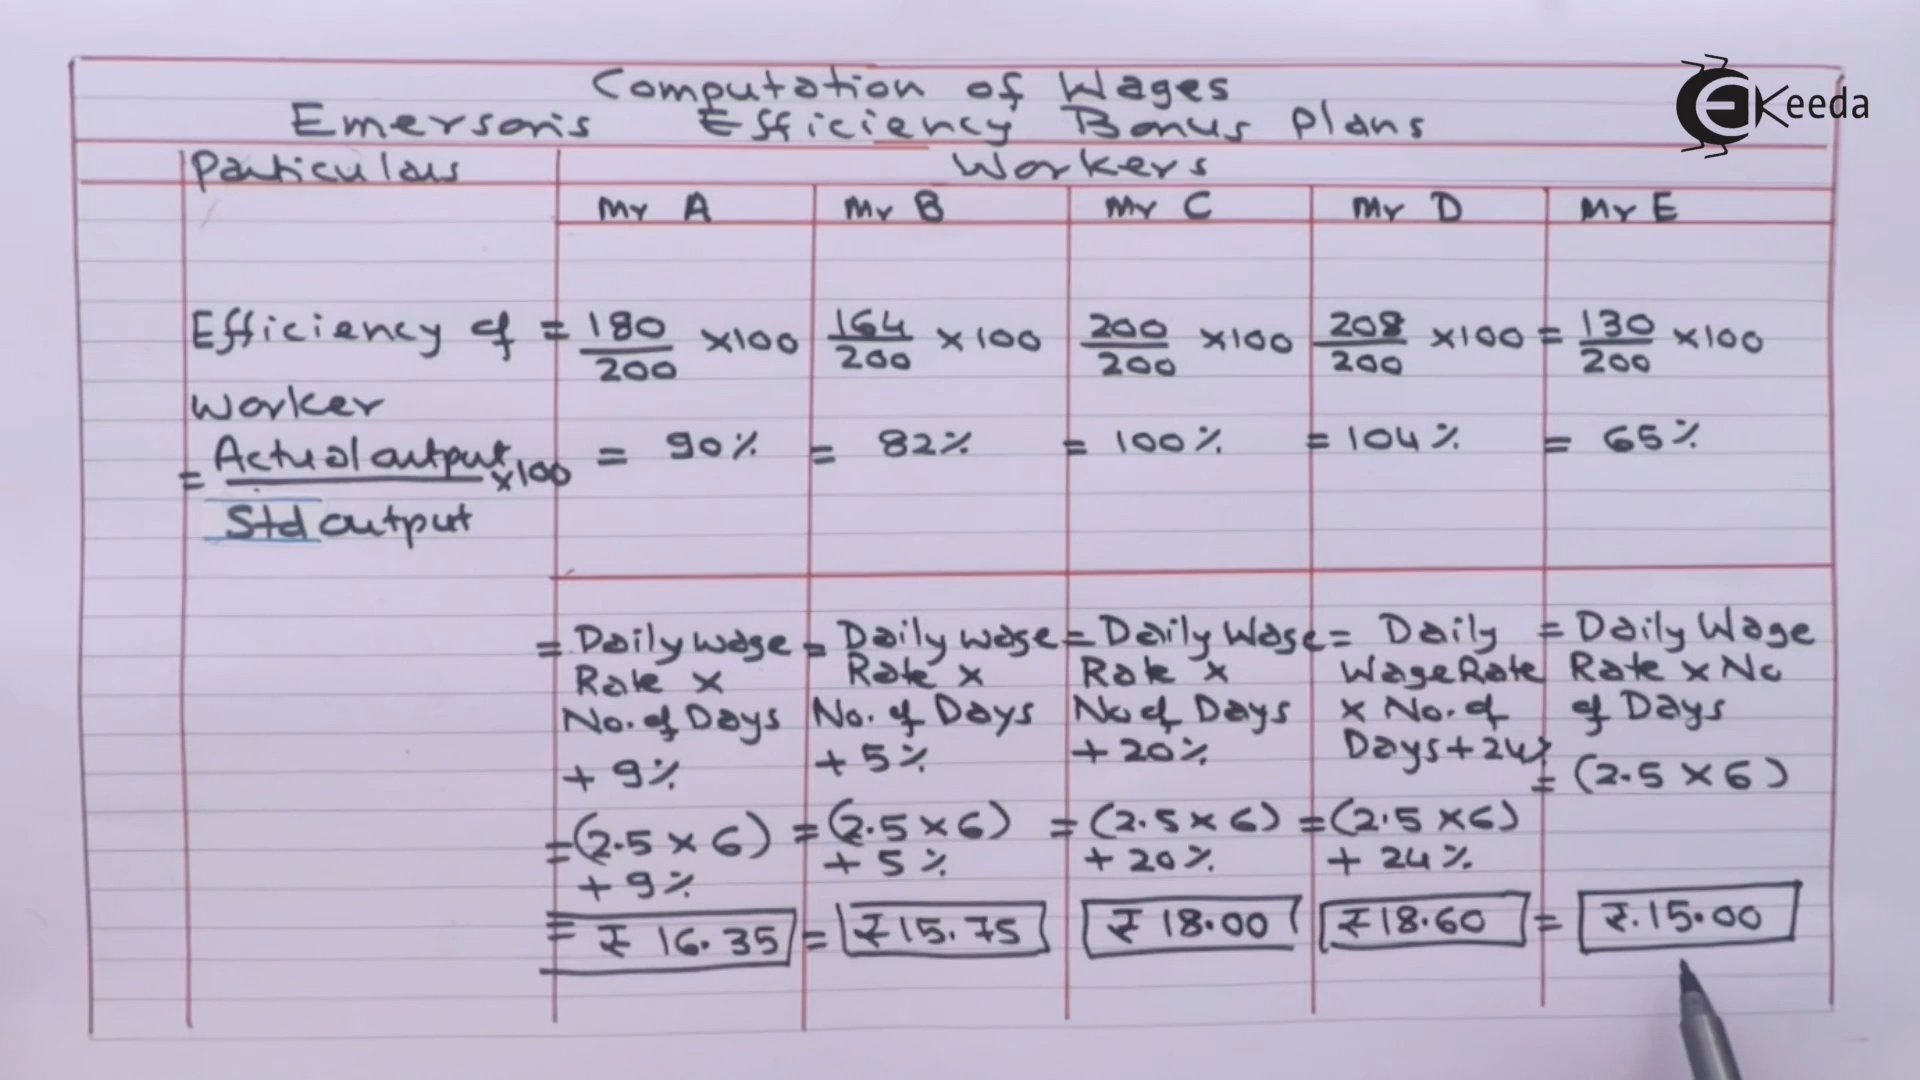 Computation of Wages
Emerson's Efficiency Bonus Plans
Keeda
Particulars
Workers
Mr A
Mr B
Mr C
Mr D
Mr E
Efficiency of
Worker
= Actual output x100
Std output
= 180 x100
200
= 90%
164 x 100
200
= 82%
200 x100
200
= 100%
208 x100
200
= 104%
= 130 x100
200
= 65%
= Daily wage
Rate x
No. of Days
+ 9%
= (2.5 x 6)
+ 9%
= ₹ 16.35
= Daily wage
Rate x
No. of Days
+ 5%
= (2.5 x 6)
+ 5%
= ₹ 15.75
= Daily Wage
Rate x
No of Days
+ 20%
= (2.5 x 6)
+ 20%
₹ 18.00
= Daily
Wage Rate
x No. of
Days + 24%
= (2.5 x 6)
+ 24%
₹ 18.60
= Daily Wage
Rate x No
of Days
= (2.5 x 6)
= ₹. 15.00